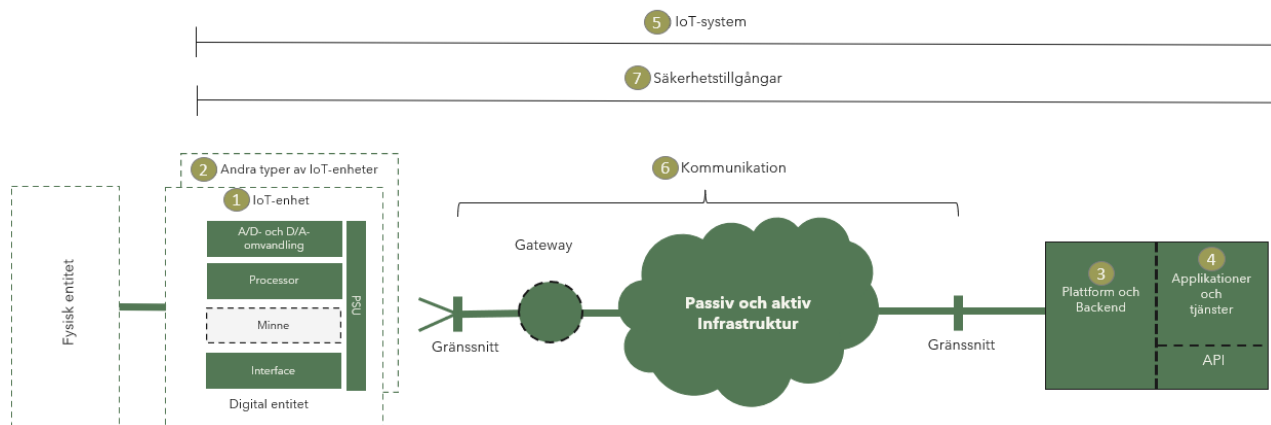 5 IoT-system
7 Säkerhetstillgångar
2 Andra typer av IoT-enheter
6 Kommunikation
1 IoT-enhet
A/D- och D/A-
omvandling
Processor
Minne
Interface
PSU
Digital entitet
Fysisk entitet
Gateway
Gränssnitt
Passiv och aktiv
Infrastruktur
Gränssnitt
3
Plattform och
Backend
4
Applikationer
och
tjänster
API